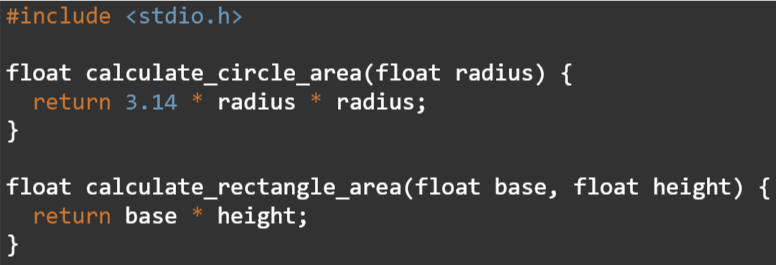 #include <stdio.h>
float calculate_circle_area(float radius) {
  return 3.14 * radius * radius;
}
float calculate_rectangle_area(float base, float height) {
  return base * height;
}